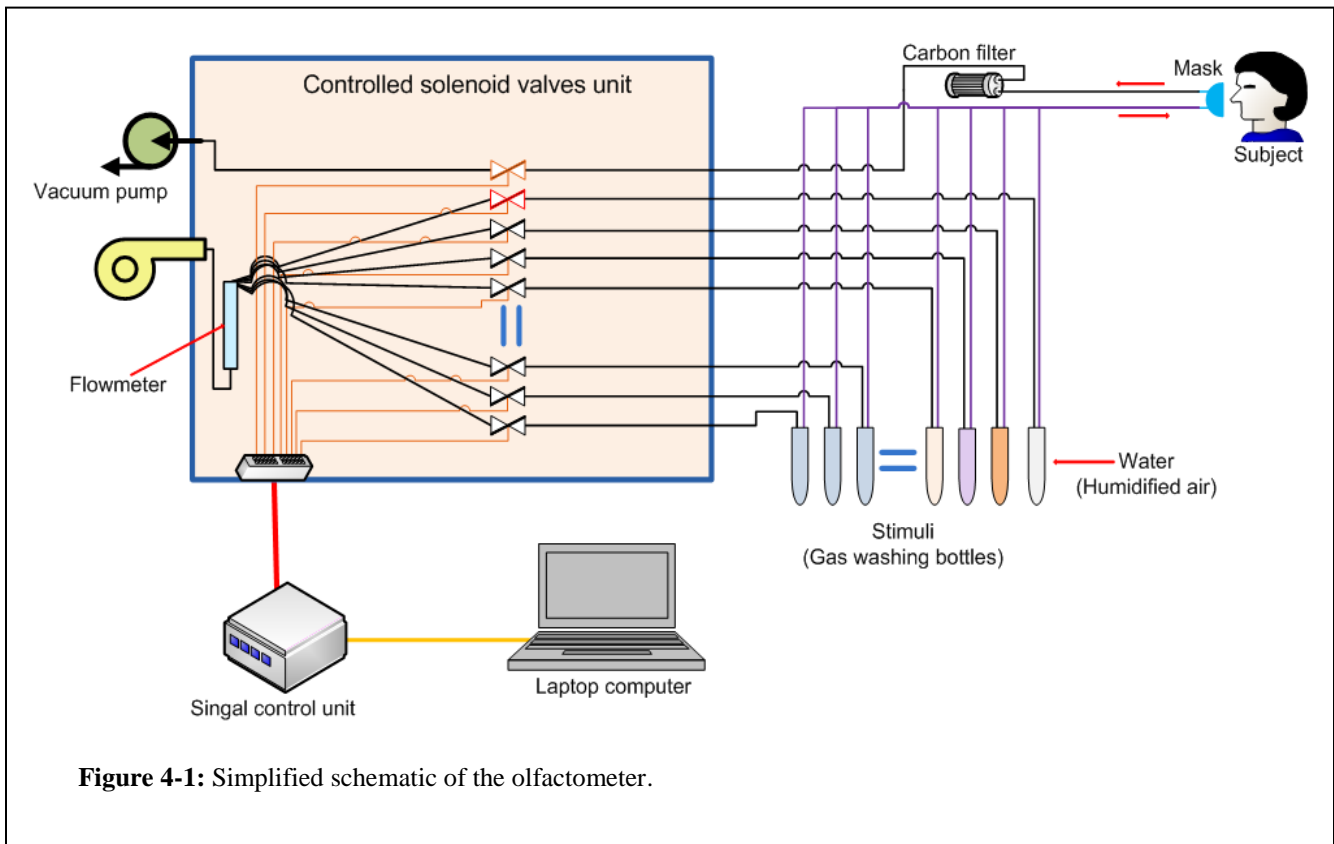 Controlled solenoid valves unit
Carbon filter
Mask
Subject
Vacuum pump
Flowmeter
Water
(Humidified air)
Stimuli
(Gas washing bottles)
Singal control unit
Laptop computer
Figure 4-1: Simplified schematic of the olfactometer.